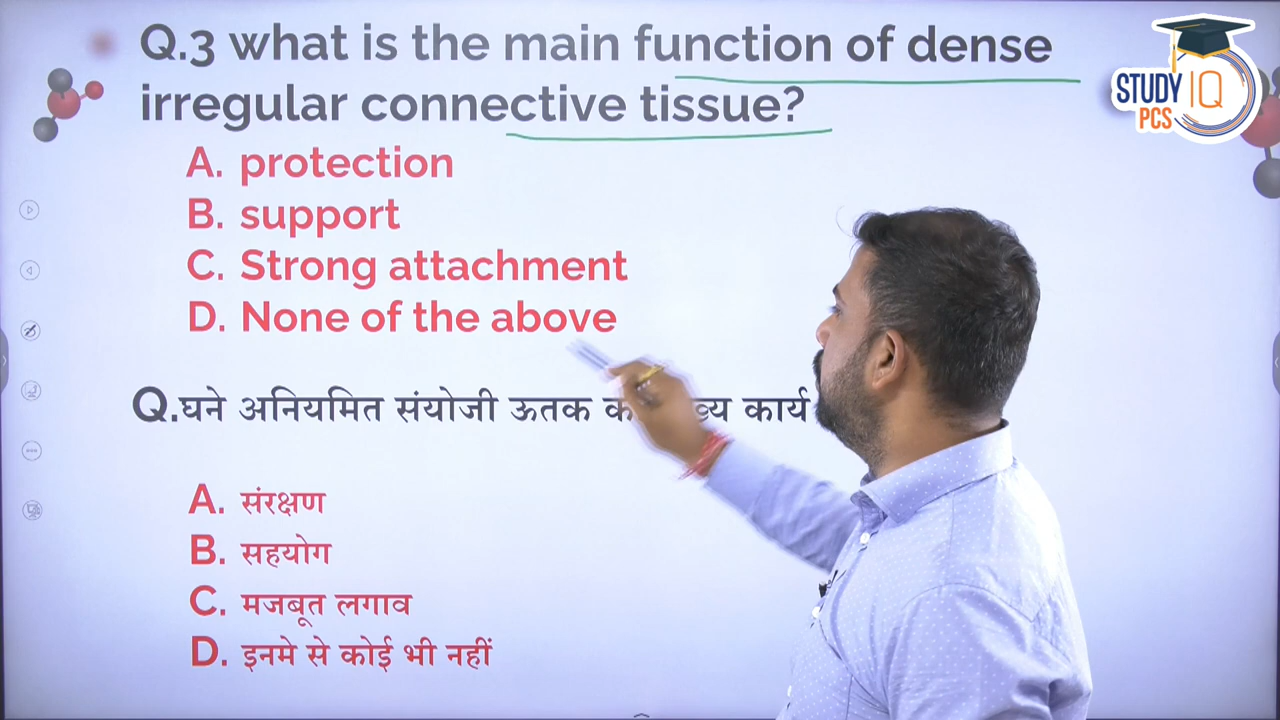 Q.3 what is the main function of dense
irregular connective tissue?
A. protection
B. support
C. Strong attachment
D. None of the above
Q.घने अनियमित संयोजी ऊतक कार्य
A. संरक्षण
B. सहयोग
C. मजबूत लगाव
D. इनमे से कोई भी नहीं
STUDY IQ
PCS